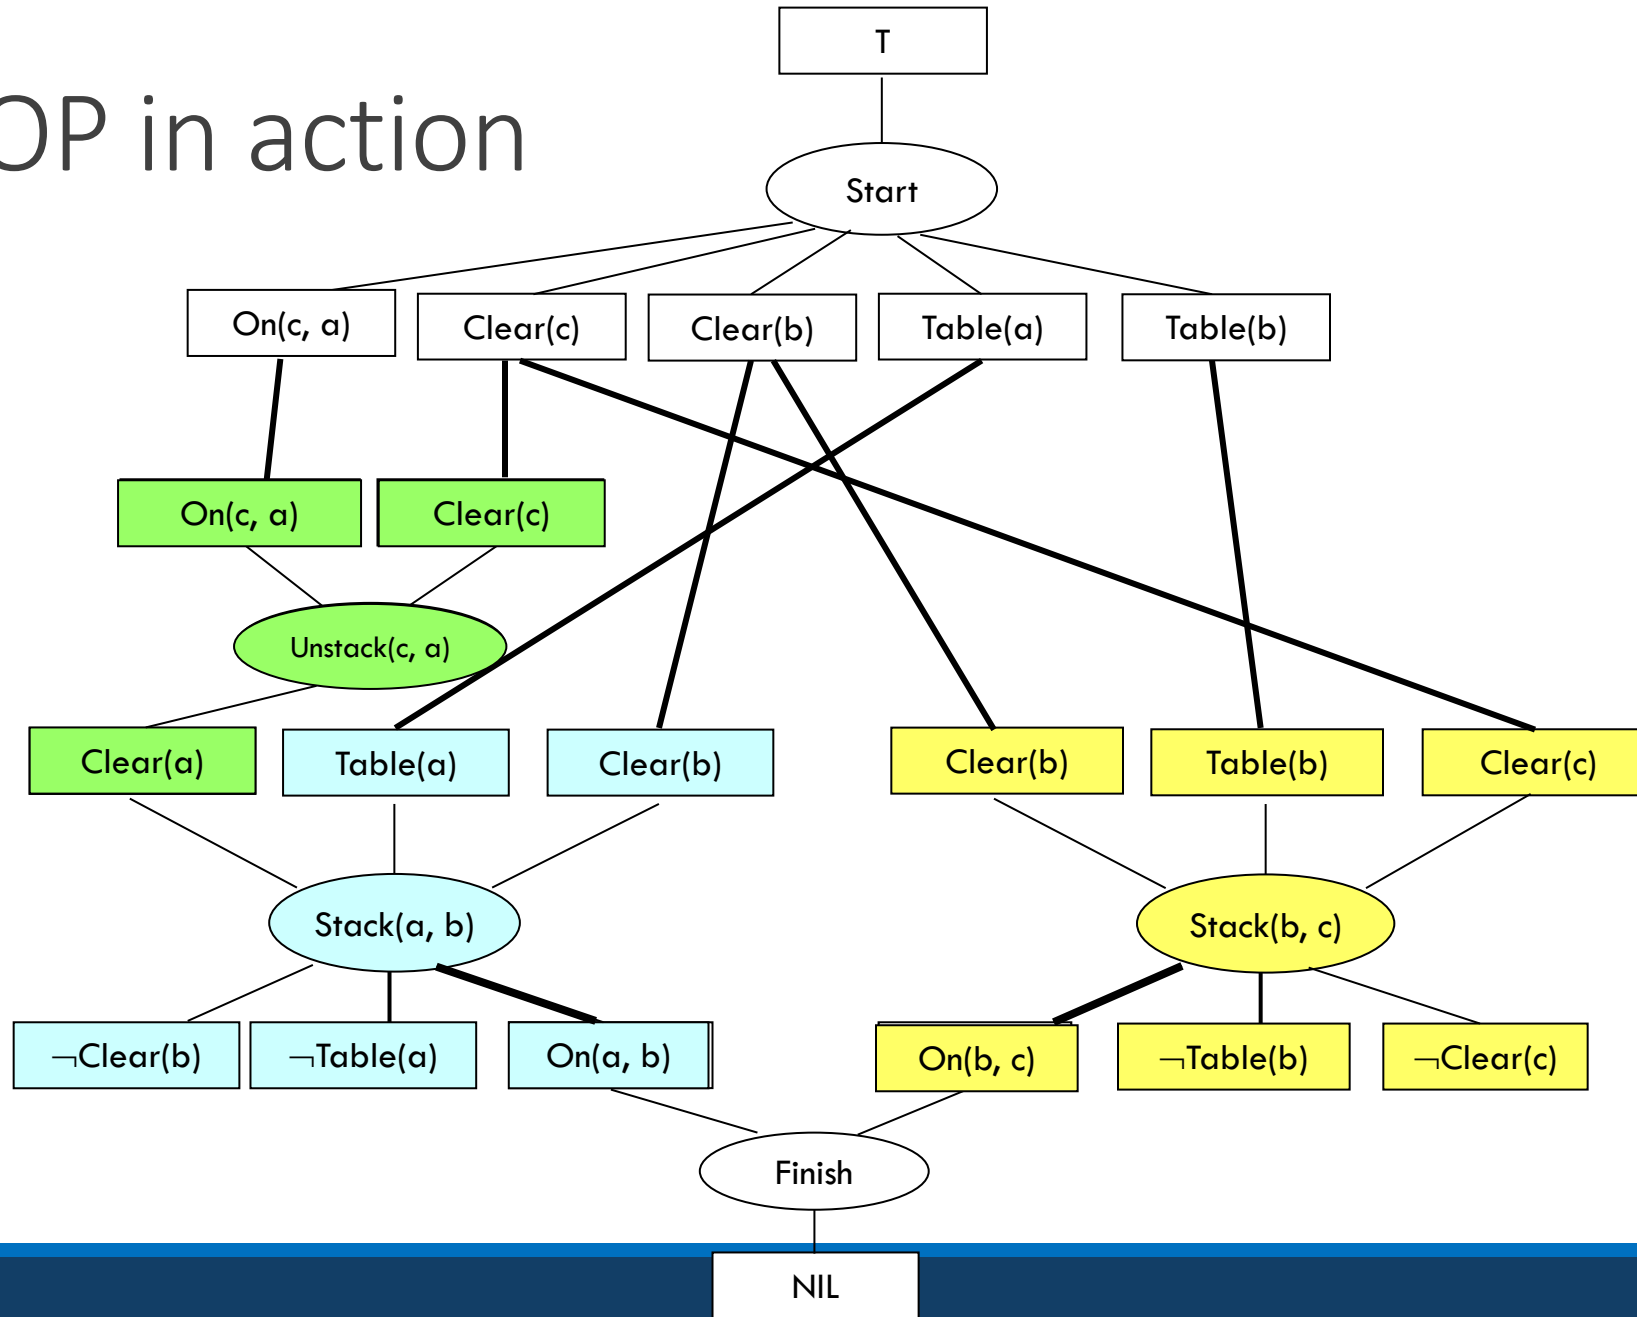 T
OP in action
Start
On(c, a)
Clear(c)
Clear(b)
Table(a)
Table(b)
On(c, a)
Clear(c)
Unstack(c, a)
Clear(a)
Table(a)
Clear(b)
Clear(b)
Table(b)
Clear(c)
Stack(a, b)
Stack(b, c)
¬Clear(b)
¬Table(a)
On(a, b)
On(b, c)
¬Table(b)
¬Clear(c)
Finish
NIL